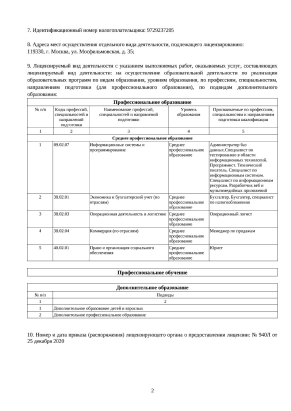 7. Идентификационный номер налогоплательщика: 9729237285
8. Адреса мест осуществления отдельного вида деятельности, подлежащего лицензированию:
119330, г. Москва, ул. Мосфильмовская, д. 35;
9. Лицензируемый вид деятельности с указанием выполняемых работ, оказываемых услуг, составляющих
лицензируемый вид деятельности: на осуществление образовательной деятельности по реализации
образовательных программ по видам образования, уровням образования, по профессиям, специальностям,
направлениям подготовки (для профессионального образования), по подвидам дополнительного
образования:
Профессиональное образование
№ п/п
Коды профессий,
специальностей и
направлений
подготовки
Наименования профессий,
специальностей и направлений
подготовки
Уровень
образования
Присваиваемые по профессиям,
специальностям и направлениям
подготовки квалификации
1 2 3 4 5
Среднее профессиональное образование
1 09.02.07
Информационные системы и
программирование
Среднее
профессиональное
образование
Администратор баз
данных.Специалист по
тестированию в области
информационных технологий.
Программист. Технический
писатель. Специалист по
информационным системам.
Специалист по информационным
ресурсам. Разработчик веб и
мультимедийных приложений
2 38.02.01
Экономика и бухгалтерский учет (по
отраслям)
Среднее
профессиональное
образование
Бухгалтер. Бухгалтер, специалист
по налогообложению
3 38.02.03
Операционная деятельность в логистике
Среднее
профессиональное
образование
Операционный логист
4 38.02.04
Коммерция (по отраслям)
Среднее
профессиональное
образование
Менеджер по продажам
5 40.02.01
Право и организация социального
обеспечения
Среднее
профессиональное
образование
Юрист
Профессиональное обучение
Дополнительное образование
№ п/п Подвиды
1 2
1 Дополнительное образование детей и взрослых
2 Дополнительное профессиональное образование
10. Номер и дата приказа (распоряжения) лицензирующего органа о предоставлении лицензии: № 940Л от
25 декабря 2020
2